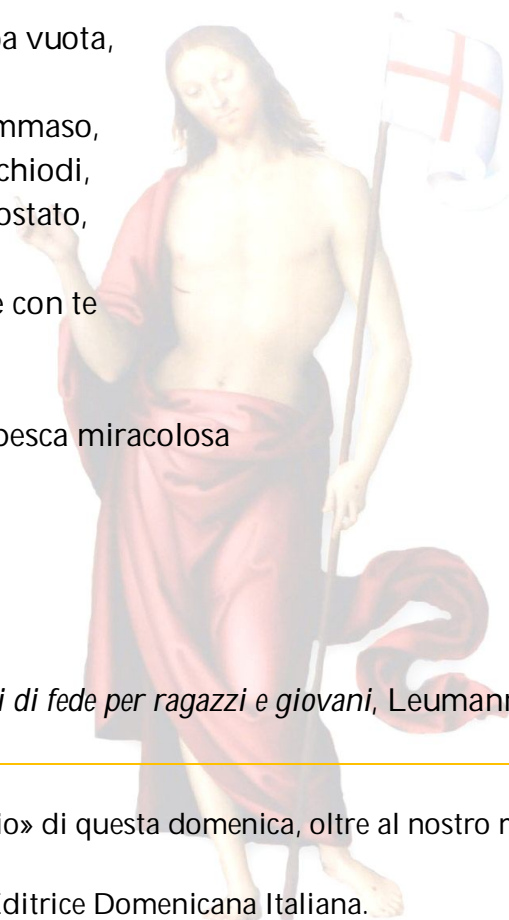 a vuota,
mmaso,
chiodi,
ostato,
e con te
pesca miracolosa
i di fede per ragazzi e giovani, Leumann
io» di questa domenica, oltre al nostro
Editrice Domenicana Italiana.